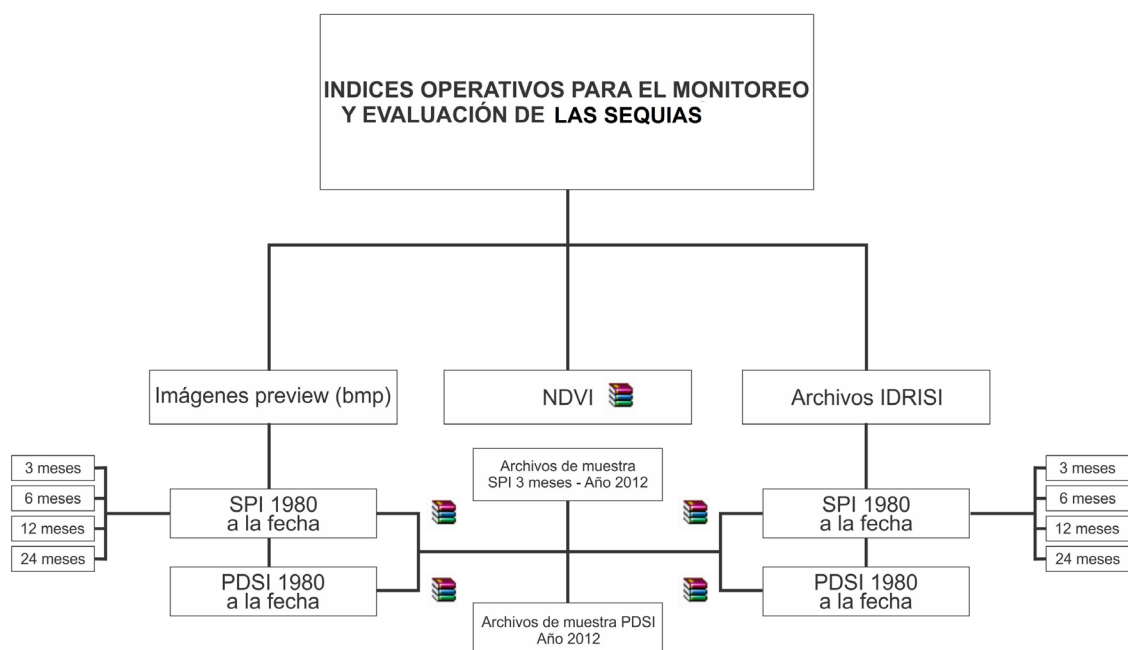 INDICES OPERATIVOS PARA EL MONITOREO
Y EVALUACIÓN DE LAS SEQUIAS
Imágenes preview (bmp)
NDVI
Archivos IDRISI
3 meses
6 meses
12 meses
24 meses
SPI 1980
a la fecha
PDSI 1980
a la fecha
Archivos de muestra
SPI 3 meses - Año 2012
Archivos de muestra PDSI
Año 2012
SPI 1980
a la fecha
PDSI 1980
a la fecha
3 meses
6 meses
12 meses
24 meses